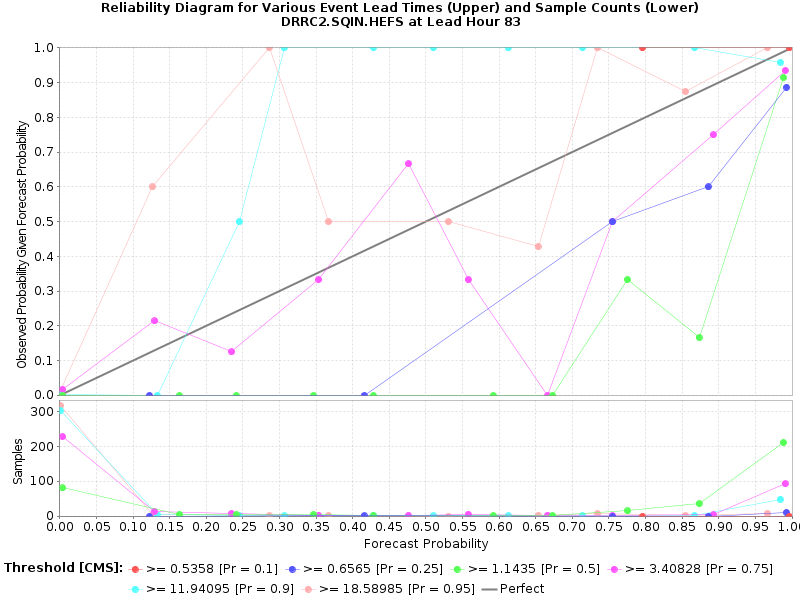 Reliability Diagram for Various Event Lead Times (Upper) and Sample Counts (Lower)
DRRC2.SQIN.HEFS at Lead Hour 83
Observed Probability Given Forecast Probability
1.0
0.9
0.8
0.7
0.6
0.5
0.4
0.3
0.2
0.1
0.0
Samples
300
200
100
0
0.00 0.05 0.10 0.15 0.20 0.25 0.30 0.35 0.40 0.45 0.50 0.55 0.60 0.65 0.70 0.75 0.80 0.85 0.90 0.95 1.0
Forecast Probability
Threshold [CMS]: >= 0.5358 [Pr = 0.1] >= 0.6565 [Pr = 0.25] >= 1.1435 [Pr = 0.5] >= 3.40828 [Pr = 0.75]
>= 11.94095 [Pr = 0.9] >= 18.58985 [Pr = 0.95] Perfect